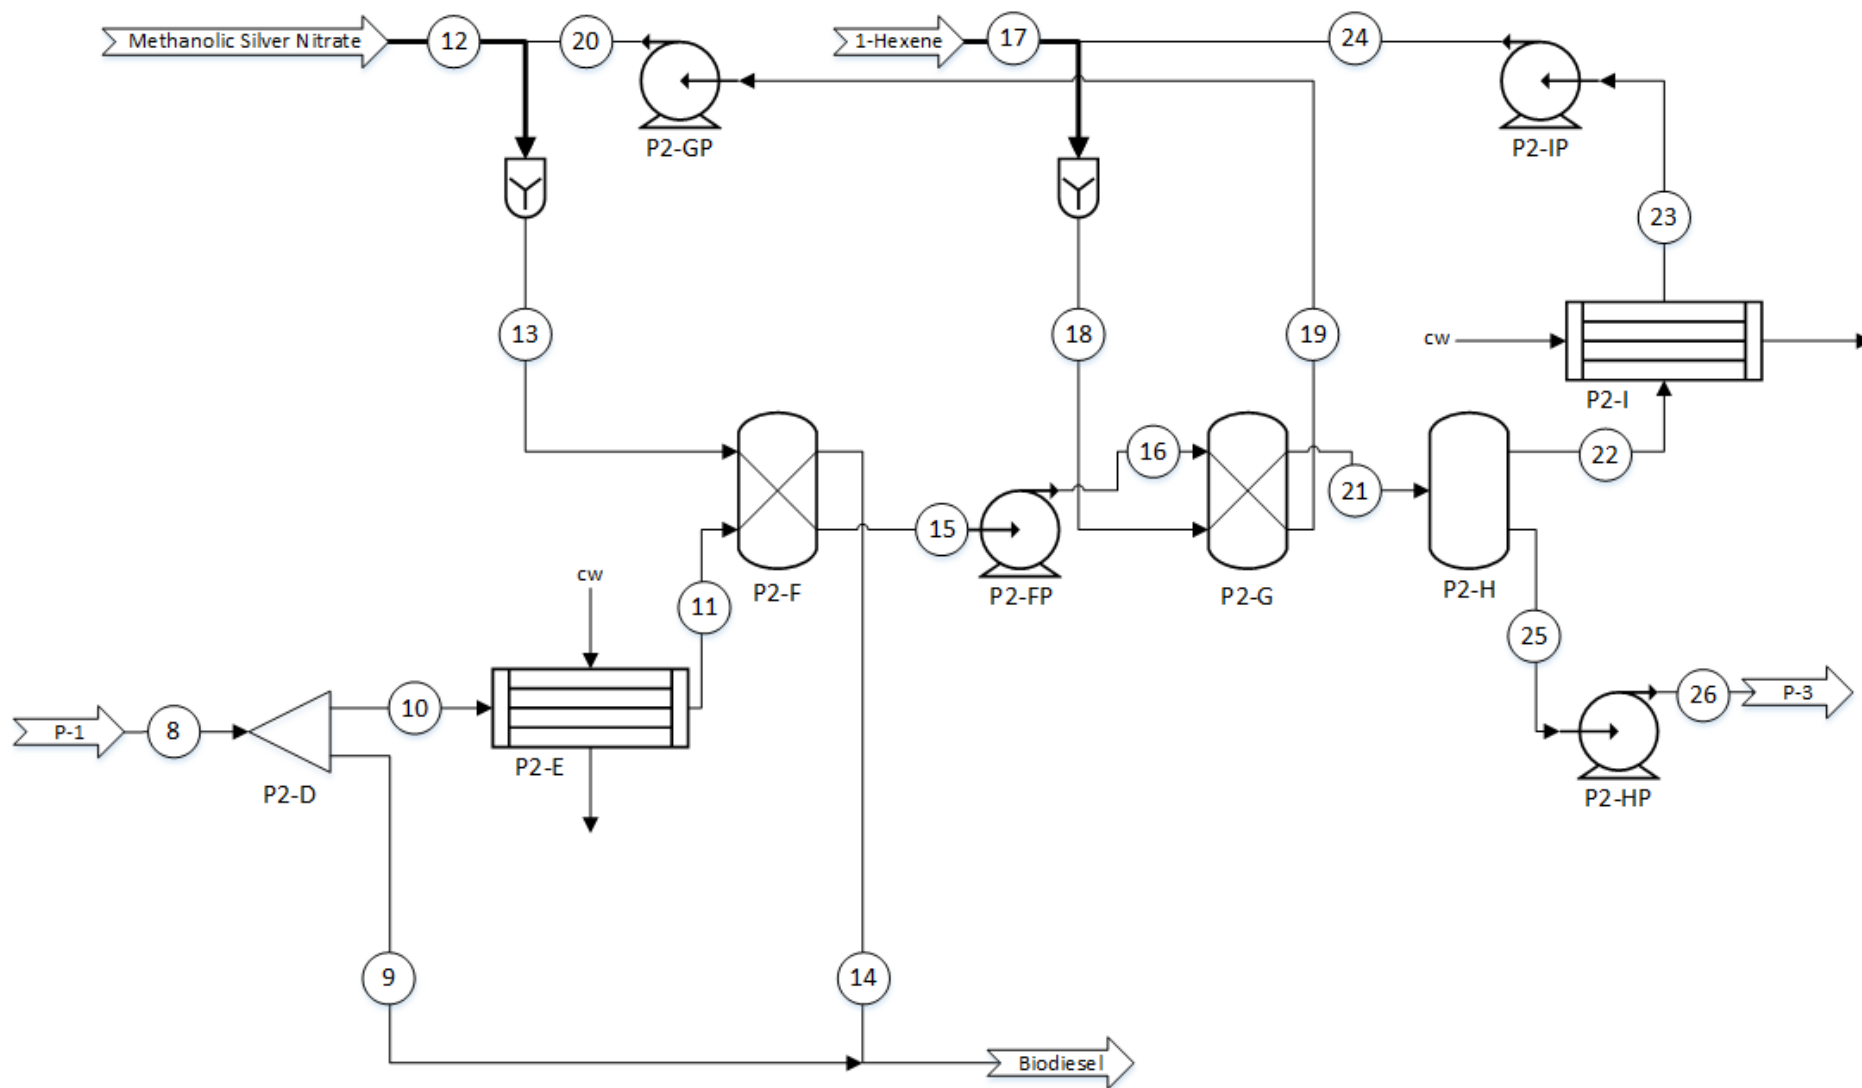 Methanolic Silver Nitrate
12
20
1-Hexene
17
24
P2-GP
P2-IP
23
13
18
19
cw
P2-I
16
22
21
15
P2-F
P2-FP
P2-G
P2-H
cw
11
25
P-1
8
10
P2-E
26
P-3
P2-D
P2-HP
9
14
Biodiesel